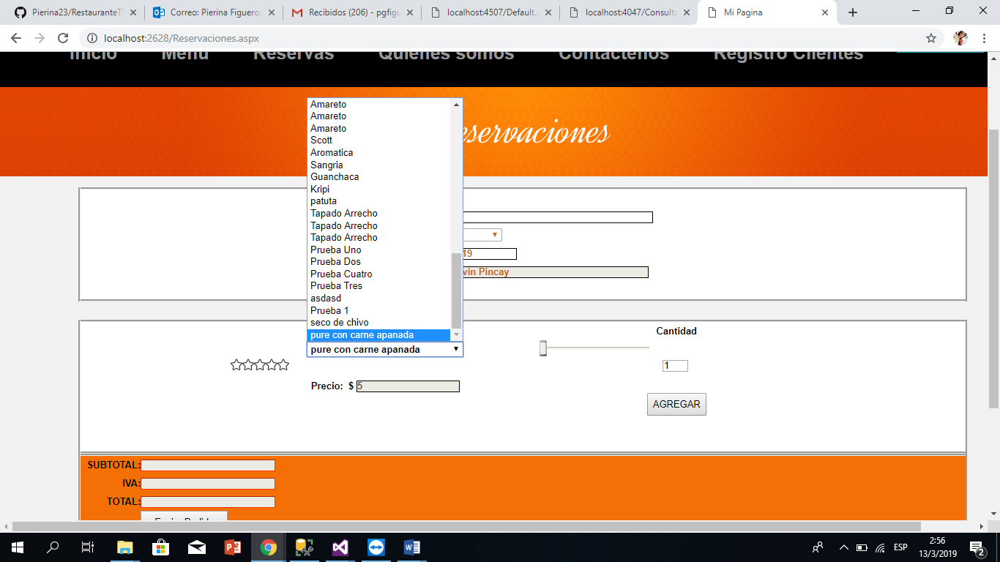 Pierina23/RestauranteT
Correo: Pierina Figuero
Recibidos (206) - pgfigu
localhost:4507/Default.a
localhost:4047/Consulta
Mi Pagina
localhost:2628/Reservaciones.aspx
Inicio Menu Reservas Quienes somos Contactenos Registro Clientes
eservaciones
Amareto
Amareto
Amareto
Scott
Aromatica
Sangria
Guanchaca
Kripi
patuta
Tapado Arrecho
Tapado Arrecho
Tapado Arrecho
Prueba Uno
Prueba Dos
Prueba Cuatro
Prueba Tres
asdasd
Prueba 1
seco de chivo
pure con carne apanada
19
vin Pincay
pure con carne apanada
Cantidad
1
Precio: $ 5
AGREGAR
SUBTOTAL:
IVA:
TOTAL:
ESP
2:56
13/3/2019
2